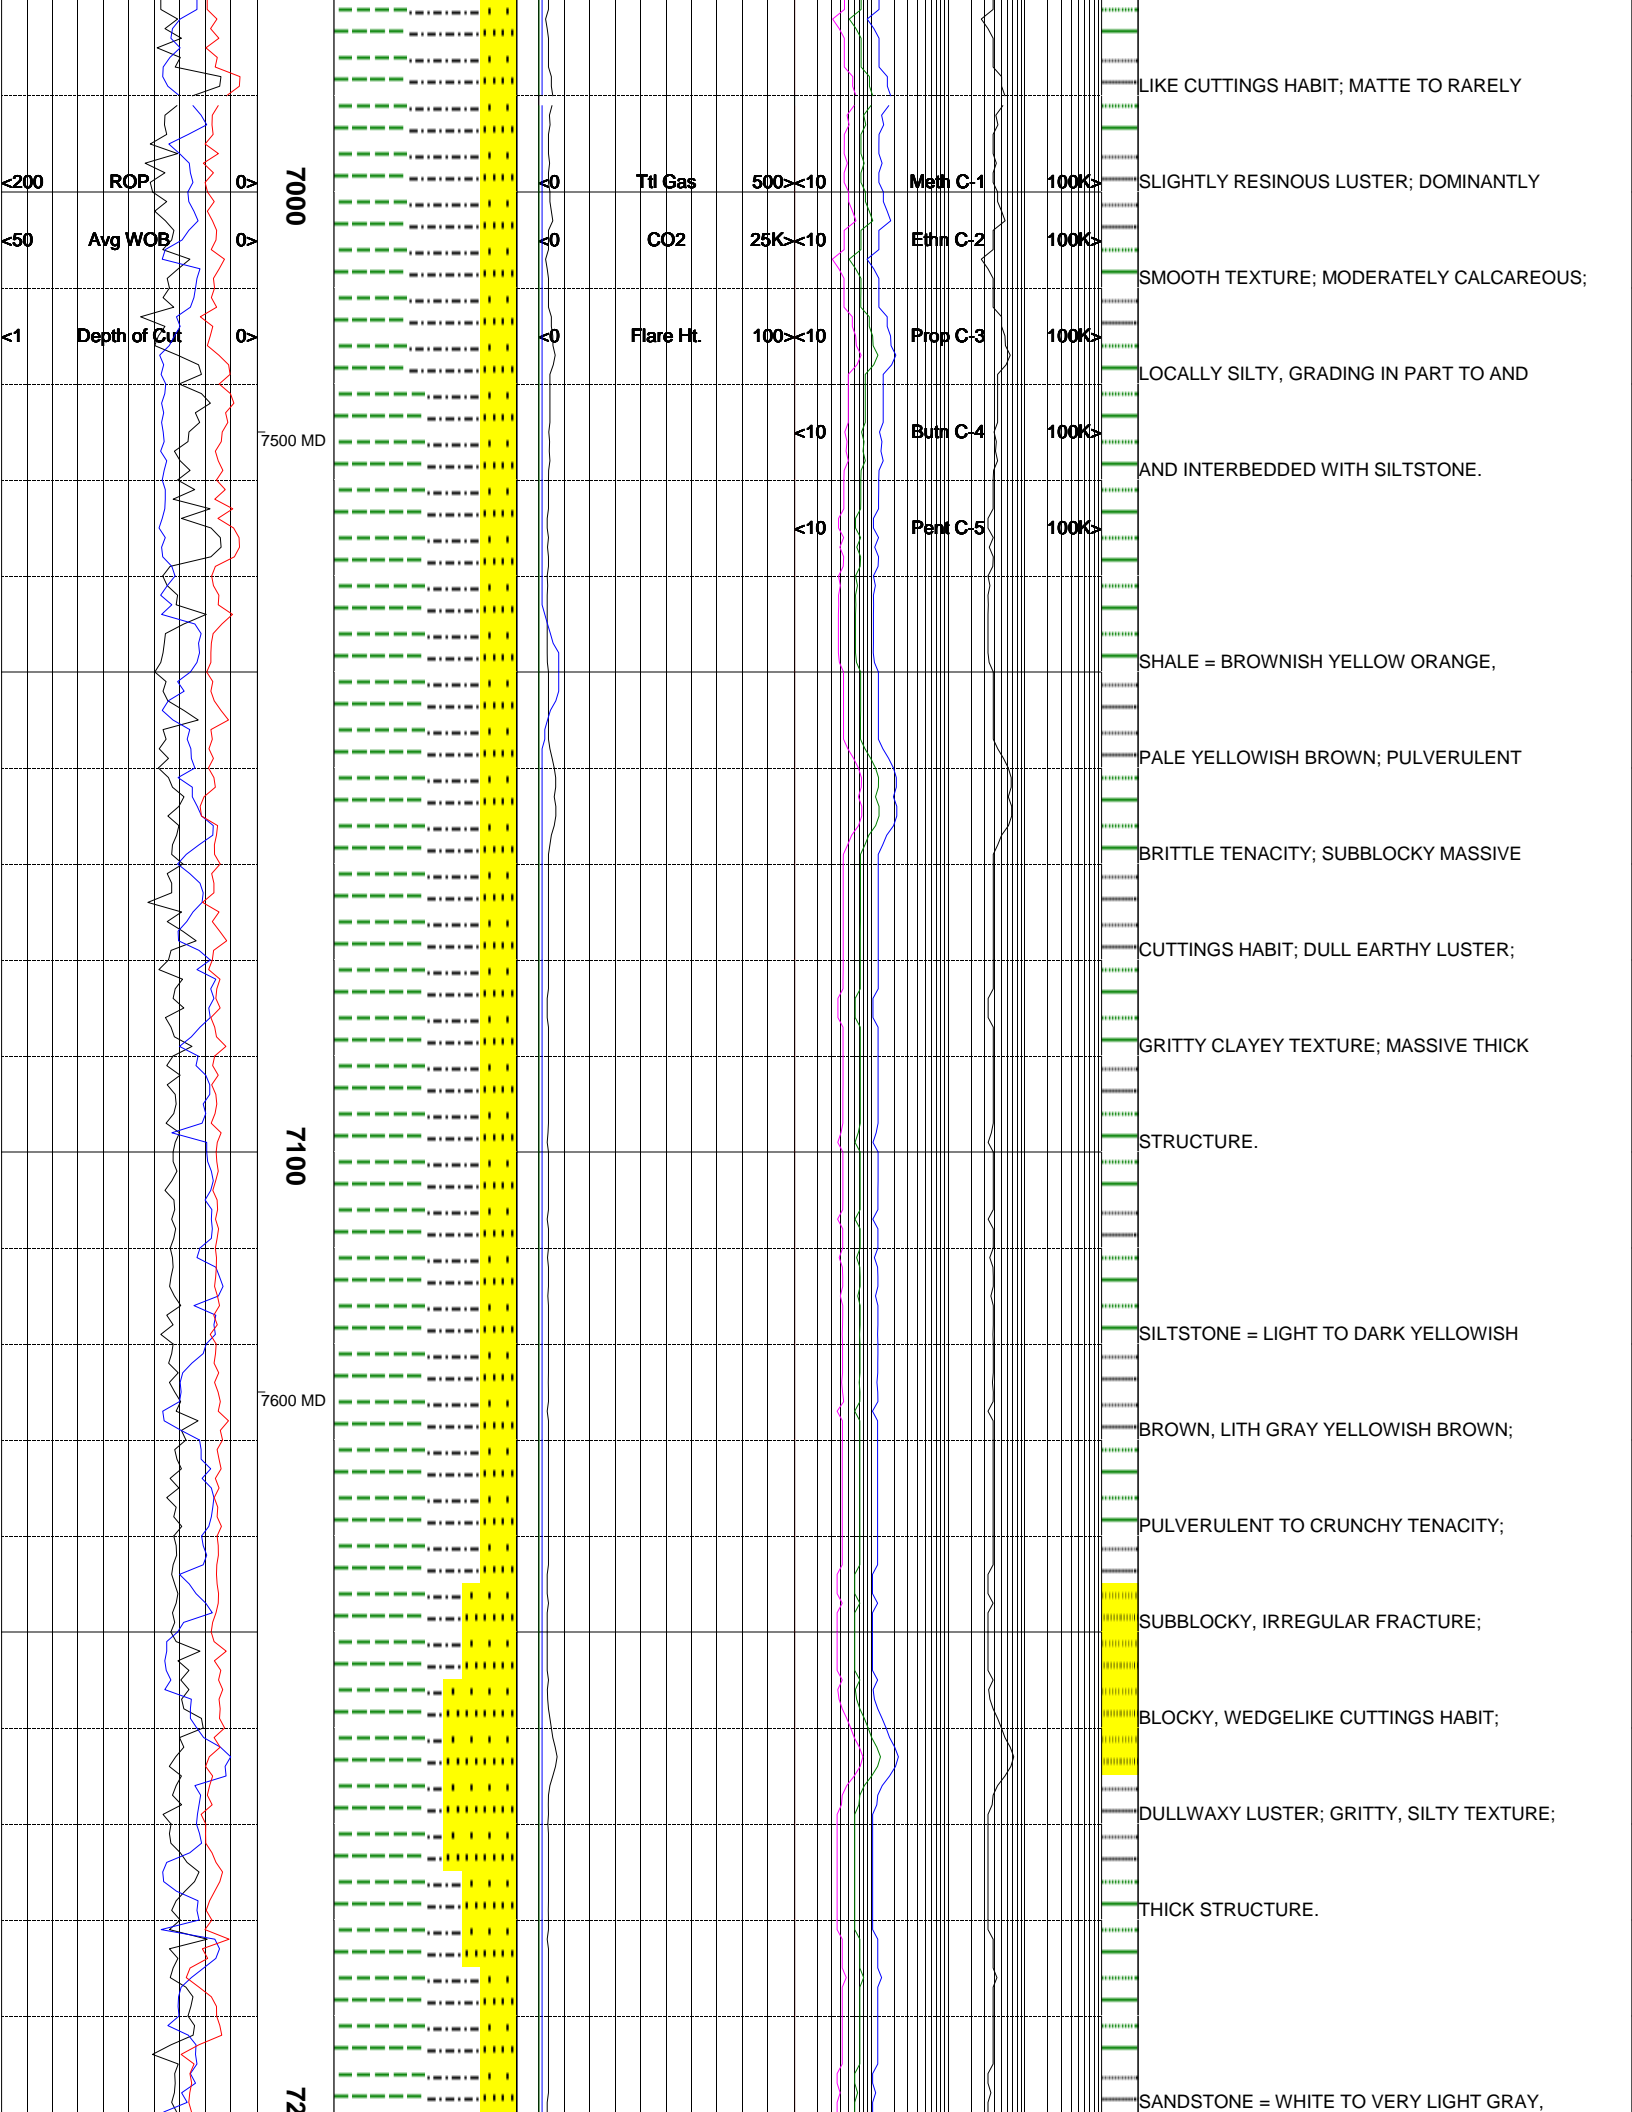 LIKE CUTTINGS HABIT; MATTE TO RARELY
<200 ROP 0> 7000 <0 Ttl Gas 500><10 Meth C-1 100K> SLIGHTLY RESINOUS LUSTER; DOMINANTLY
<50 Avg WOB 0> <0 CO2 25K><10 Ethn C-2 100K>
SMOOTH TEXTURE; MODERATELY CALCAREOUS;
<1 Depth of Cut 0> <0 Flare Ht. 100><10 Prop C-3 100K>
LOCALLY SILTY, GRADING IN PART TO AND
7500 MD <10 Butn C-4 100K>
AND INTERBEDDED WITH SILTSTONE.
<10 Pent C-5 100K>
SHALE = BROWNISH YELLOW ORANGE,
PALE YELLOWISH BROWN; PULVERULENT
BRITTLE TENACITY; SUBBLOCKY MASSIVE
CUTTINGS HABIT; DULL EARTHY LUSTER;
GRITTY CLAYEY TEXTURE; MASSIVE THICK
7100 STRUCTURE.
SILTSTONE = LIGHT TO DARK YELLOWISH
7600 MD
BROWN, LITH GRAY YELLOWISH BROWN;
PULVERULENT TO CRUNCHY TENACITY;
SUBBLOCKY, IRREGULAR FRACTURE;
BLOCKY, WEDGELIKE CUTTINGS HABIT;
DULLWAXY LUSTER; GRITTY, SILTY TEXTURE;
THICK STRUCTURE.
SANDSTONE = WHITE TO VERY LIGHT GRAY,